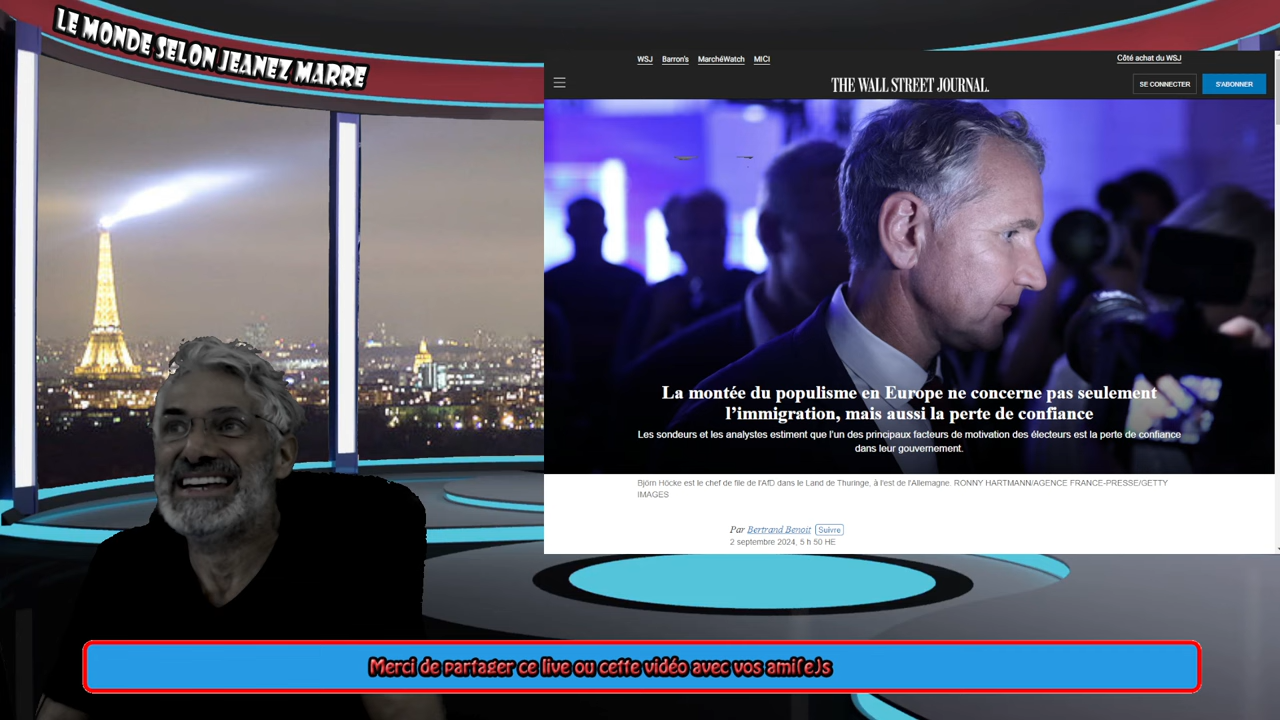 LE MONDE SELON JEANEZ MARRE
WSJ Barron's MarchéWatch MICI
Côté achat du WSJ
THE WALL STREET JOURNAL.
SE CONNECTER
S'ABONNER
La montée du populisme en Europe ne concerne pas seulement
l'immigration, mais aussi la perte de confiance
Les sondeurs et les analystes estiment que l'un des principaux facteurs de motivation des électeurs est la perte de confiance
dans leur gouvernement.
Björn Höcke est le chef de file de l'AfD dans le Land de Thuringe, à l'est de l'Allemagne. RONNY HARTMANN/AGENCE FRANCE-PRESSE/GETTY
IMAGES
Par Bertrand Benoit Suivre
2 septembre 2024, 5 h 50 HE
Merci de partager ce live ou cette vidéo avec vos ami(e)s